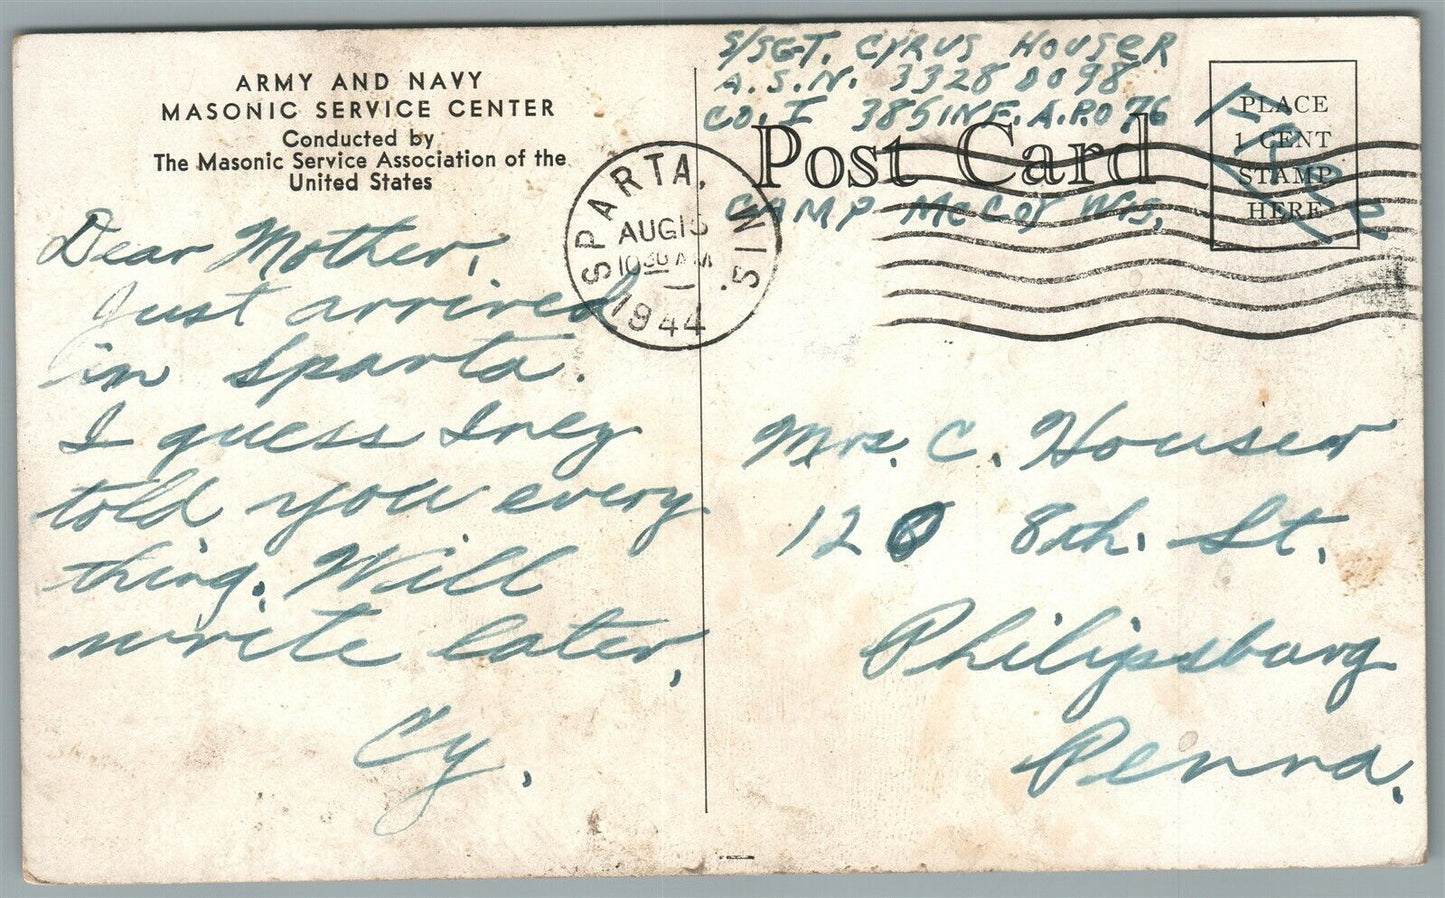 ARMY AND NAVY
MASONIC SERVICE CENTER
Conducted by
The Masonic Service Association of the
United States
Dear Mother,
Just arrived
in Sparta.
I guess Irey
told you every
thing. Will
write later,
Cy.
SPARTA, WIS.
AUG 15
10 30 AM
1944
S/SGT. CYRUS HOUSER
A.S.N. 33280098
CO. I 385 INF. A.P.O 76
Post Card
CAMP McCOY WIS.
PLACE
1 CENT
STAMP
HERE
Free
Mrs. C. Houser
120 8th. St.
Philipsburg
Penna.